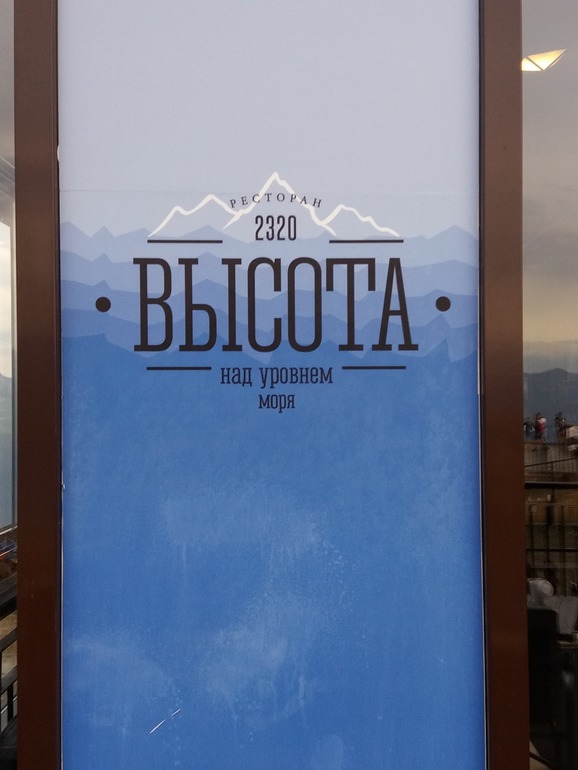 РЕСТОРАН
2320
ВЫСОТА
над уровнем
моря